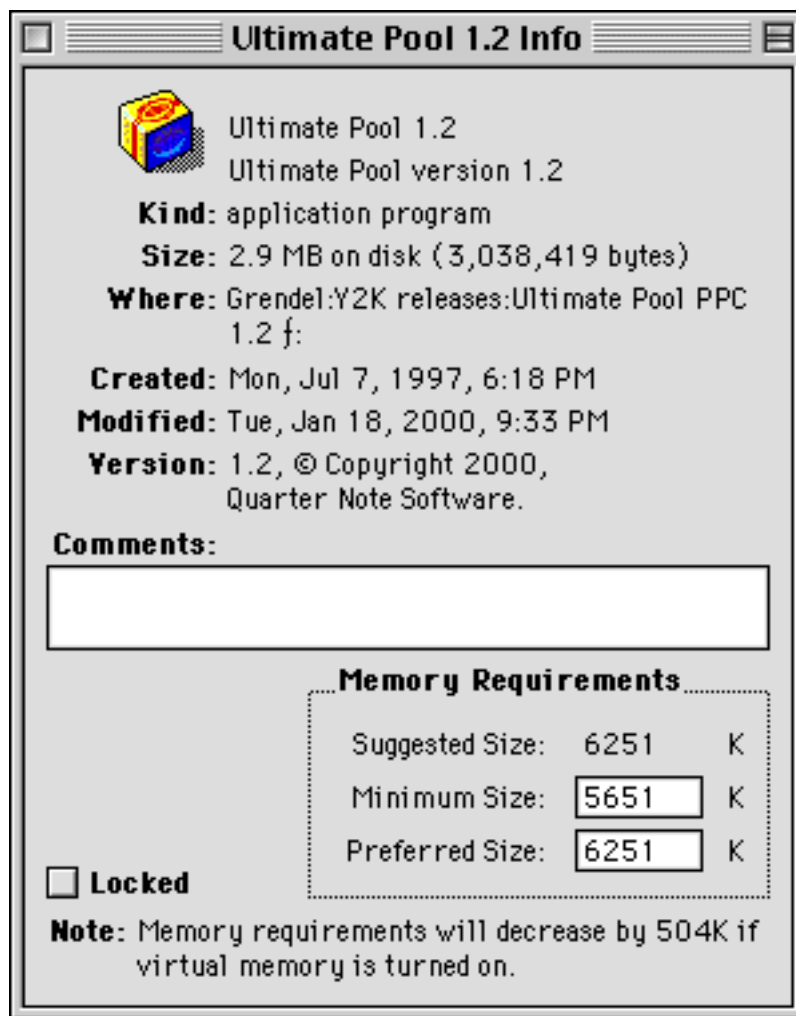 Ultimate Pool 1.2 Info
Ultimate Pool 1.2
Ultimate Pool version 1.2
Kind: application program
Size: 2.9 MB on disk (3,038,419 bytes)
Where: Grendel:Y2K releases:Ultimate Pool PPC
1.2 ƒ:
Created: Mon, Jul 7, 1997, 6:18 PM
Modified: Tue, Jan 18, 2000, 9:33 PM
Version: 1.2, © Copyright 2000,
Quarter Note Software.
Comments:
Memory Requirements
Suggested Size: 6251 K
Minimum Size: 5651 K
Preferred Size: 6251 K
Locked
Note: Memory requirements will decrease by 504K if
virtual memory is turned on.